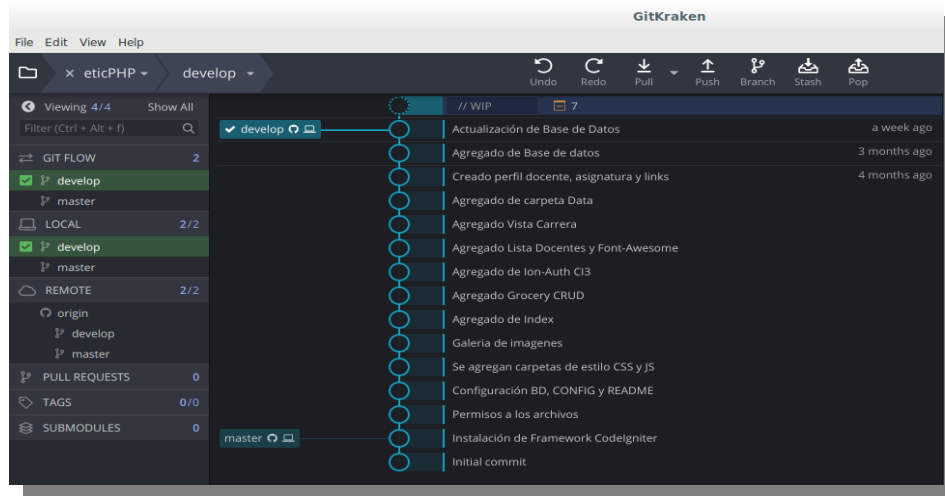 GitKraken
File Edit View Help
× eticPHP develop
Undo Redo Pull Push Branch Stash Pop
Viewing 4/4 Show All
Filter (Ctrl + Alt + f)
GIT FLOW 2
develop
master
LOCAL 2/2
develop
master
REMOTE 2/2
origin
develop
master
PULL REQUESTS 0
TAGS 0/0
SUBMODULES 0
// WIP 7
develop Actualización de Base de Datos a week ago
Agregado de Base de datos 3 months ago
Creado perfil docente, asignatura y links 4 months ago
Agregado de carpeta Data
Agregado Vista Carrera
Agregado Lista Docentes y Font-Awesome
Agregado de Ion-Auth CI3
Agregado Grocery CRUD
Agregado de Index
Galeria de imagenes
Se agregan carpetas de estilo CSS y JS
Configuración BD, CONFIG y README
Permisos a los archivos
master Instalación de Framework CodeIgniter
Initial commit